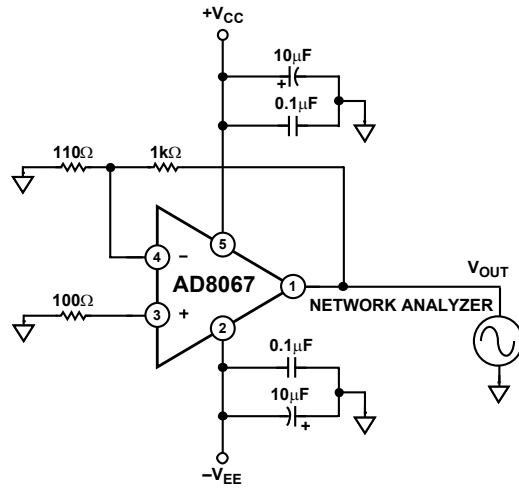 +VCC
10μF
+
0.1μF
110Ω
1kΩ
5
4 −
AD8067
1
VOUT
NETWORK ANALYZER
100Ω
3 +
2
0.1μF
10μF
+
−VEE